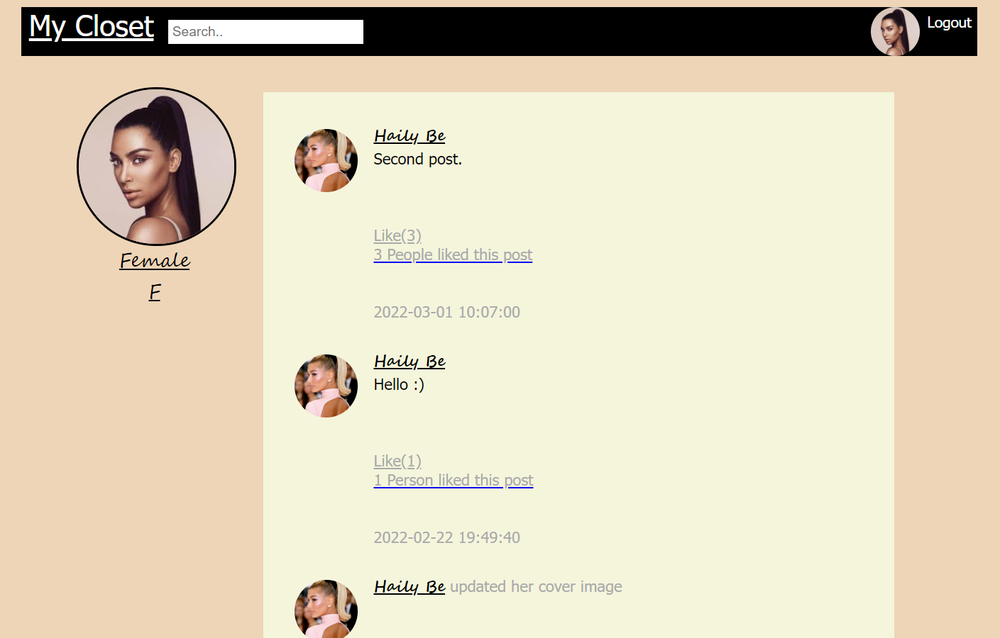 My Closet
Search..
Logout
Female
F
Haily Be
Second post.
Like(3)
3 People liked this post
2022-03-01 10:07:00
Haily Be
Hello :)
Like(1)
1 Person liked this post
2022-02-22 19:49:40
Haily Be updated her cover image